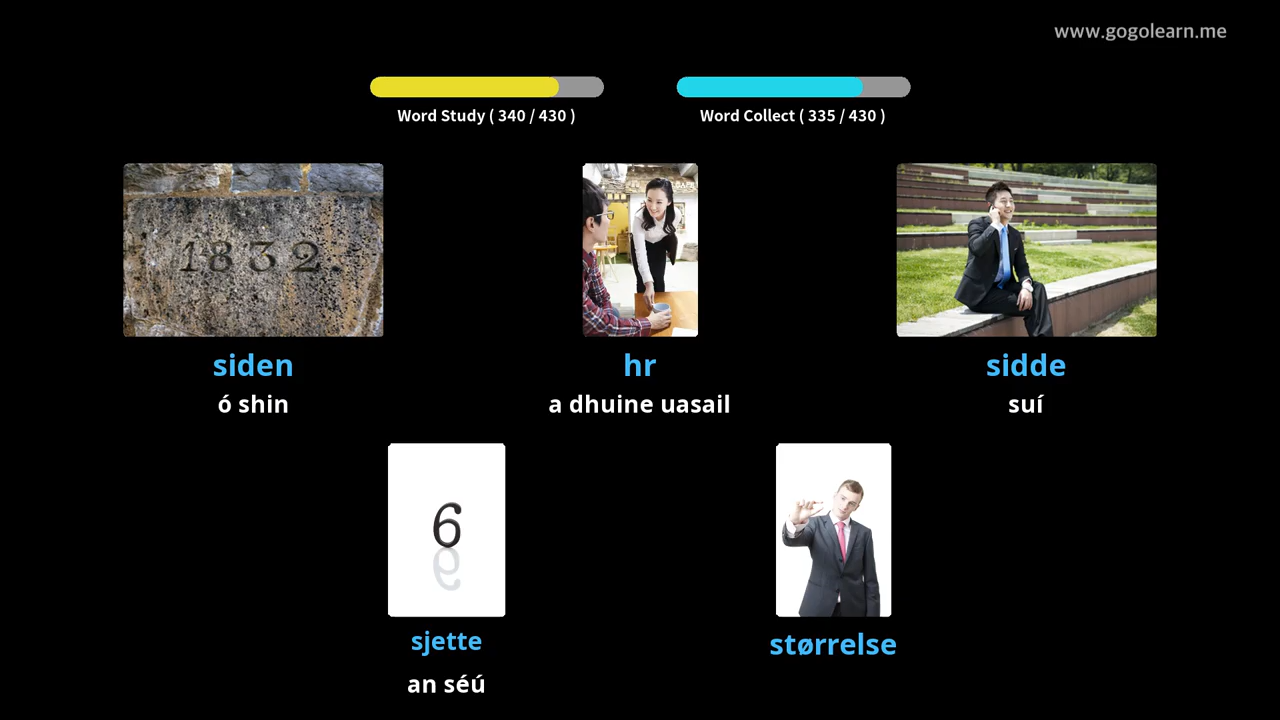 www.gogolearn.me
Word Study ( 340 / 430 )
Word Collect ( 335 / 430 )
1832.
siden
ó shin
hr
a dhuine uasail
sidde
suí
6
sjette
an séú
størrelse